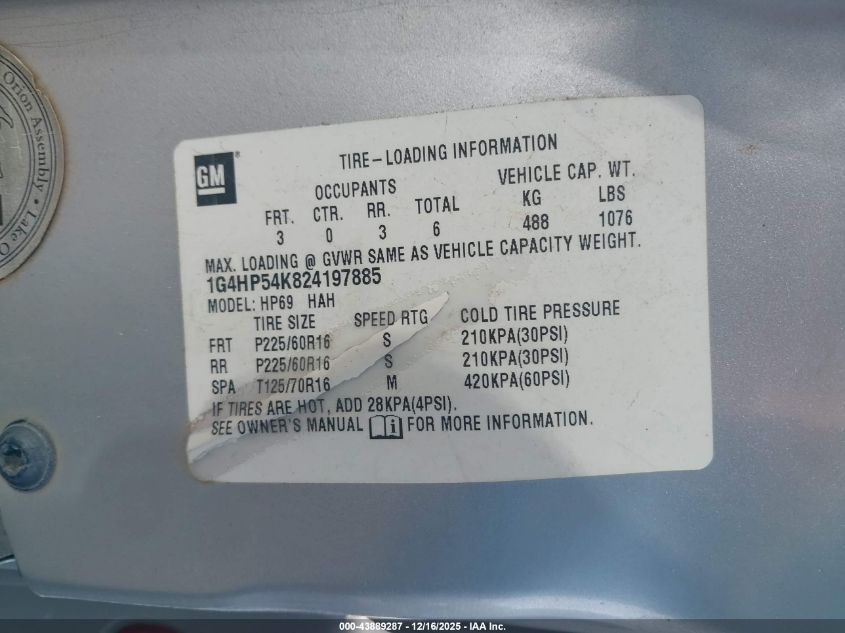 Orion Assembly • Lake O
GM
TIRE-LOADING INFORMATION
OCCUPANTS VEHICLE CAP. WT.
FRT. CTR. RR. TOTAL KG LBS
3 0 3 6 488 1076
MAX. LOADING @ GVWR SAME AS VEHICLE CAPACITY WEIGHT.
1G4HP54K824197885
MODEL: HP69 HAH
TIRE SIZE SPEED RTG COLD TIRE PRESSURE
FRT P225/60R16 S 210KPA(30PSI)
RR P225/60R16 S 210KPA(30PSI)
SPA T125/70R16 M 420KPA(60PSI)
IF TIRES ARE HOT, ADD 28KPA(4PSI).
SEE OWNER'S MANUAL i FOR MORE INFORMATION.
000-43889287 - 12/16/2025 - IAA Inc.